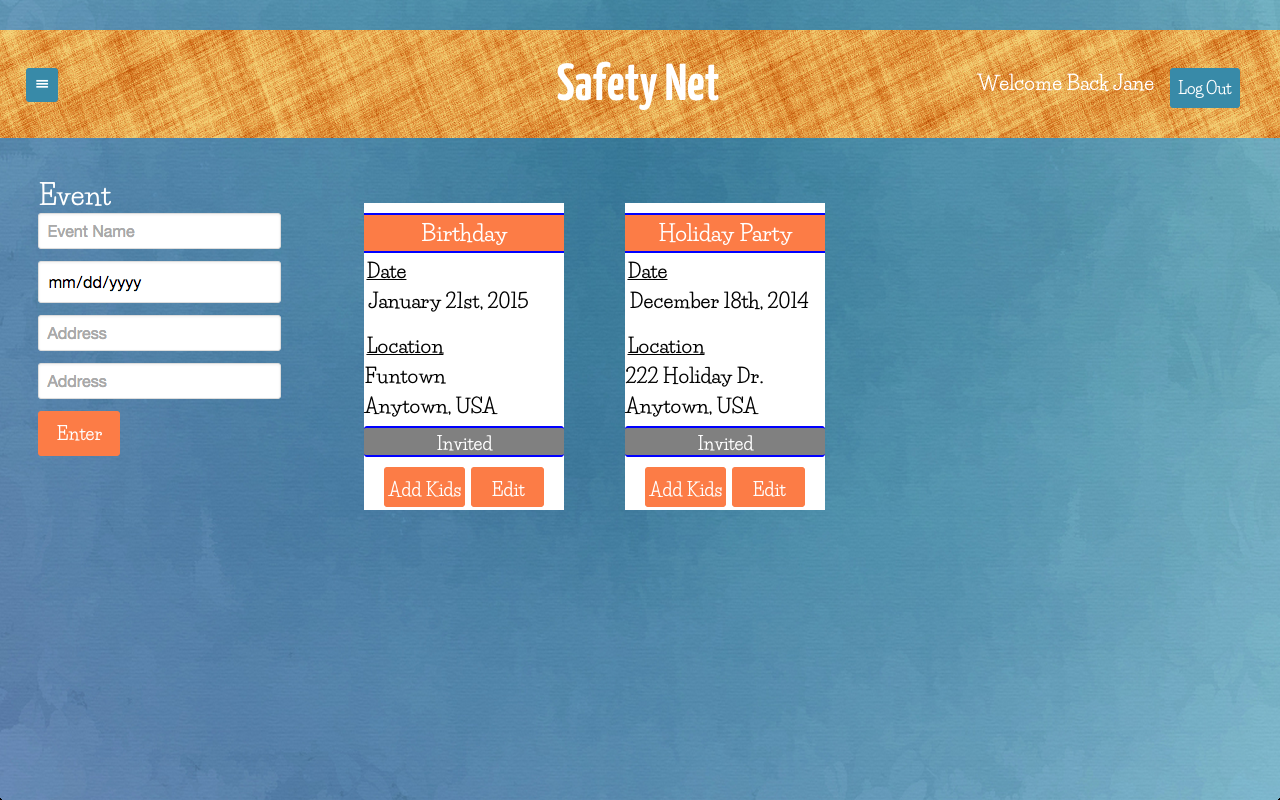 Safety Net
Welcome Back Jane
Log Out
Event
Event Name
mm/dd/yyyy
Address
Address
Enter
Birthday
Date
January 21st, 2015
Location
Funtown
Anytown, USA
Invited
Add Kids
Edit
Holiday Party
Date
December 18th, 2014
Location
222 Holiday Dr.
Anytown, USA
Invited
Add Kids
Edit